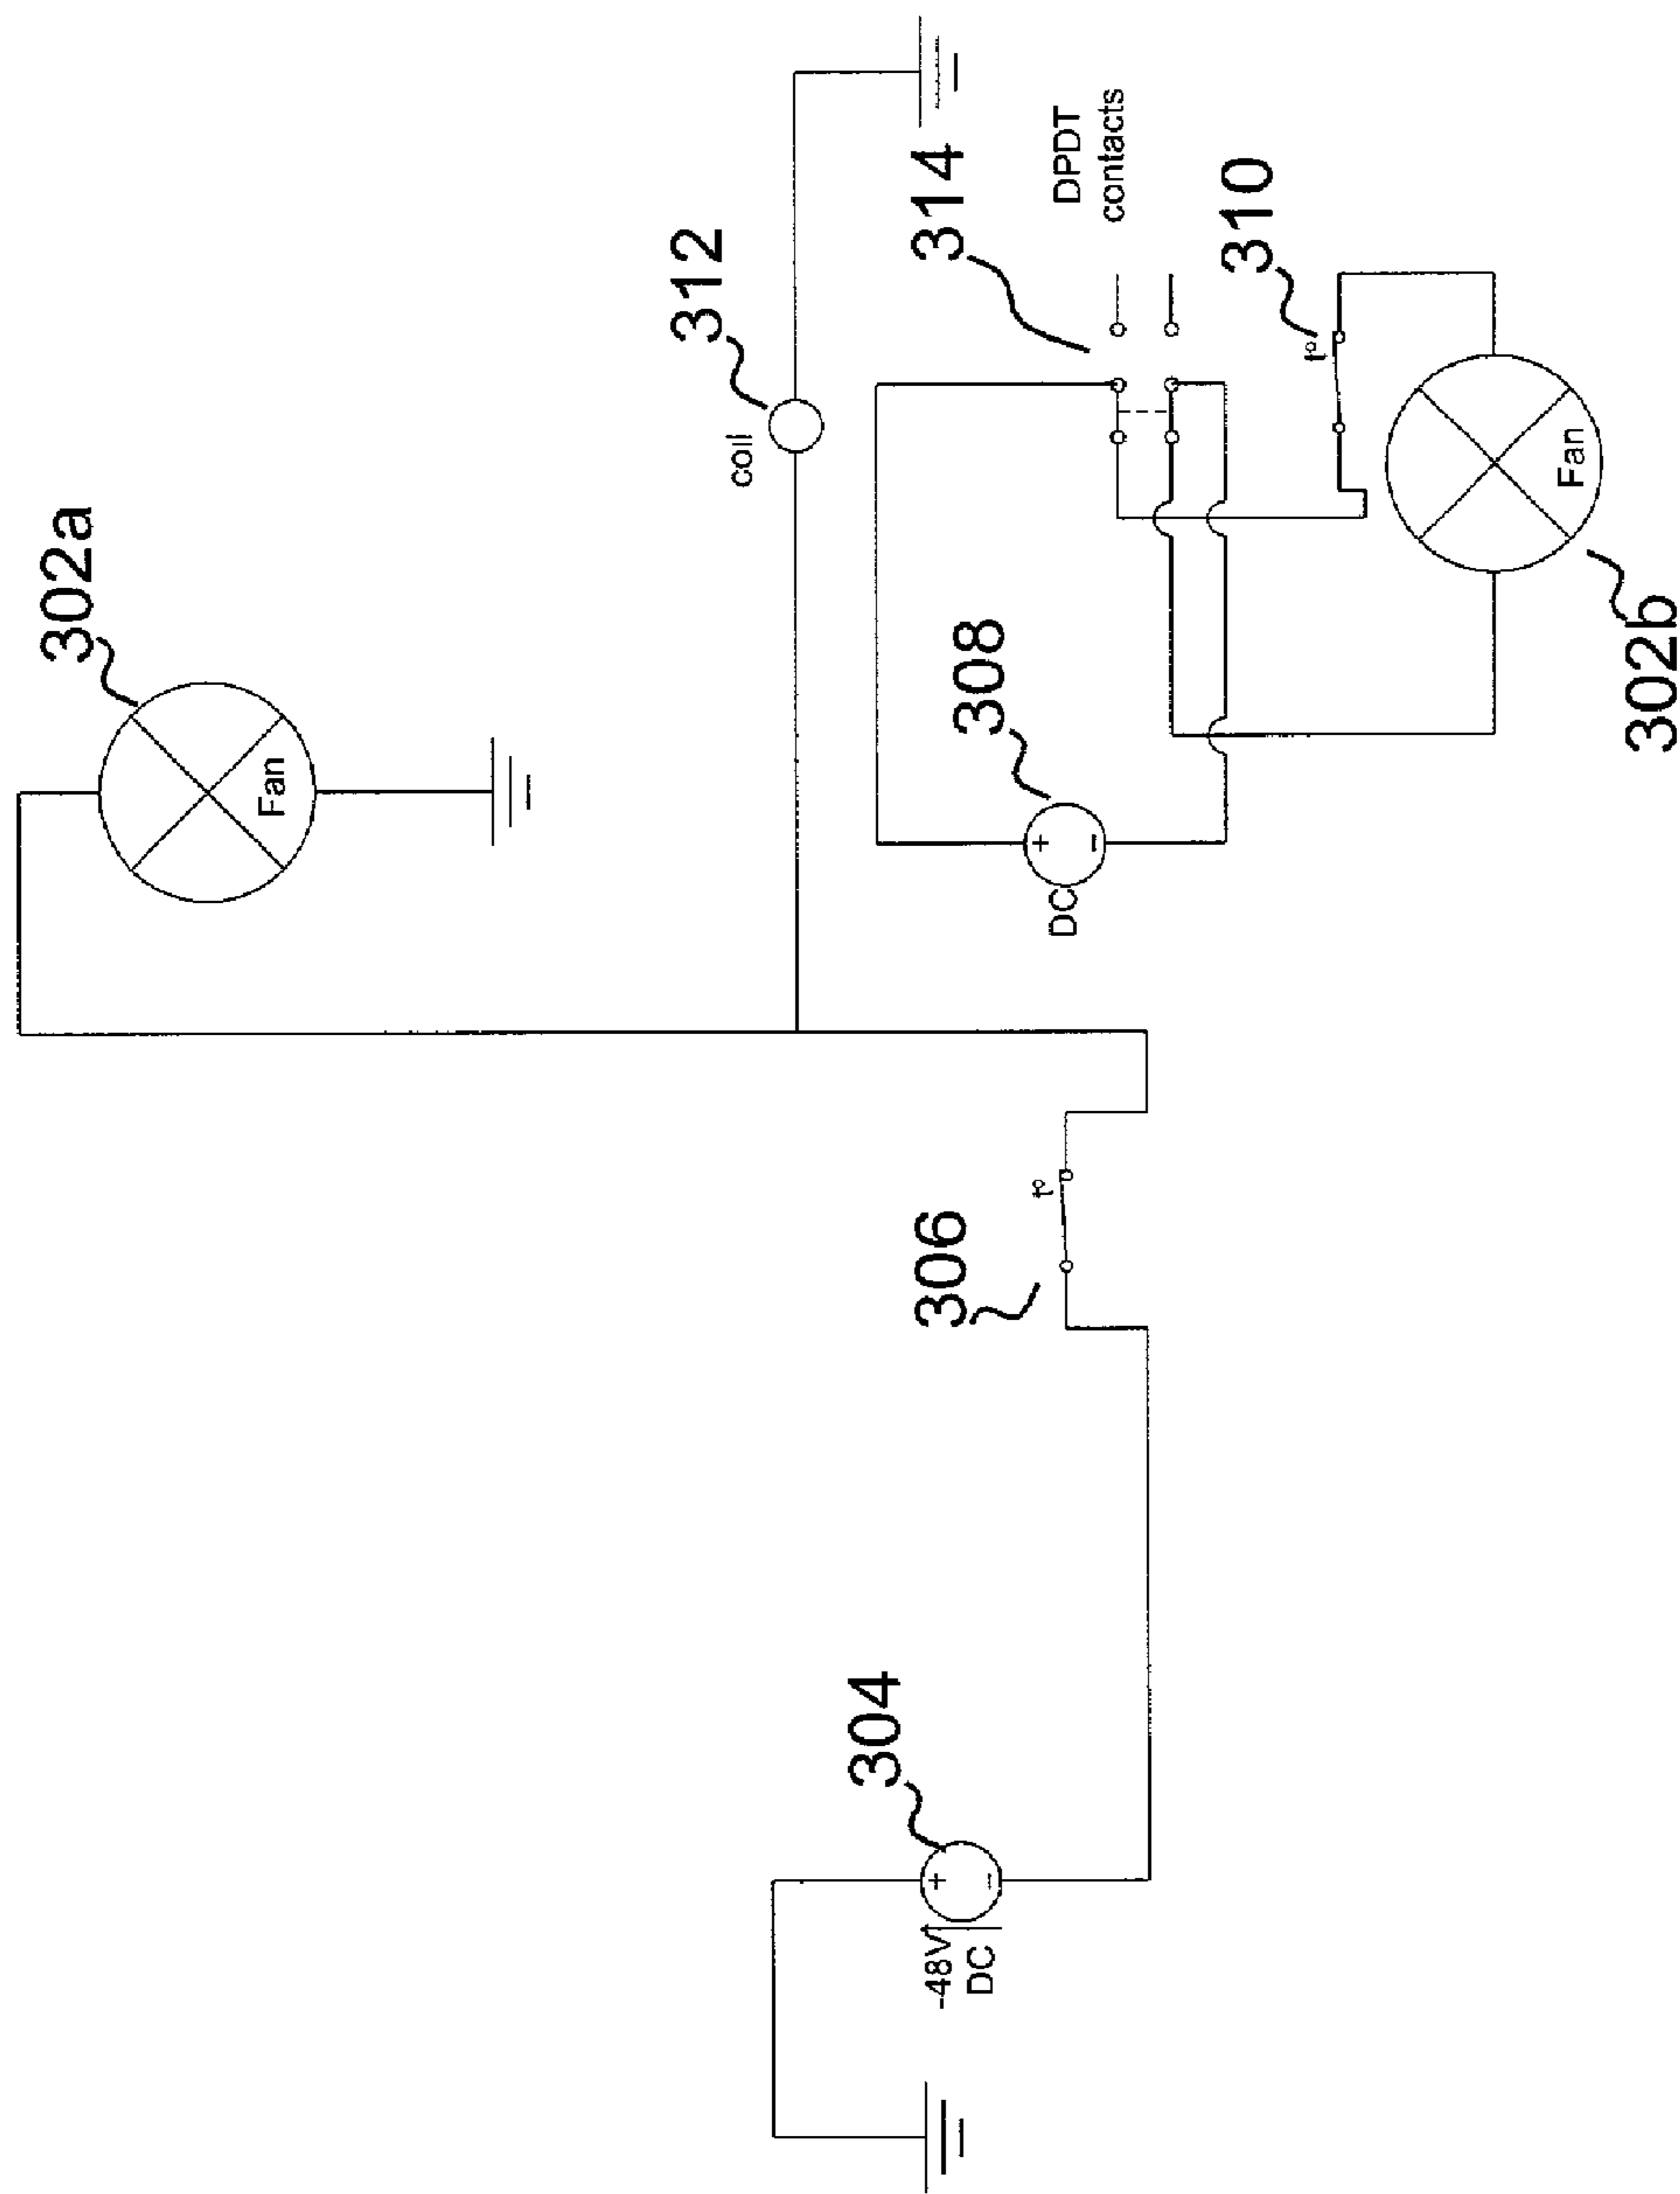 302a
Fan
312
coil
314
DPDT
contacts
310
t°
308
DC
+
-
Fan
302b
306
t°
304
-48V
DC
+
-